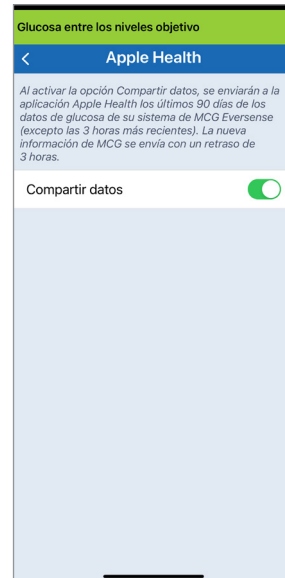 Glucosa entre los niveles objetivo
Apple Health
Al activar la opción Compartir datos, se enviarán a la
aplicación Apple Health los últimos 90 días de los
datos de glucosa de su sistema de MCG Eversense
(excepto las 3 horas más recientes). La nueva
información de MCG se envía con un retraso de
3 horas.
Compartir datos